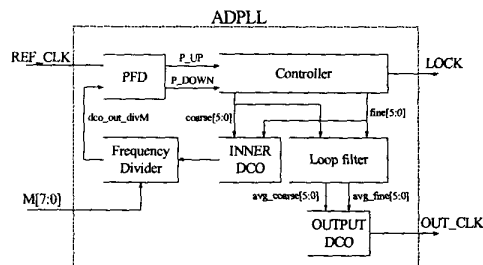 ADPLL
REF_CLK
PFD
P_UP
P_DOWN
Controller
LOCK
dco_out_divM
coarse[5:0]
fine[5:0]
Frequency
Divider
INNER
DCO
Loop filter
M[7:0]
avg_coarse[5:0]
avg_fine[5:0]
OUTPUT
DCO
OUT_CLK